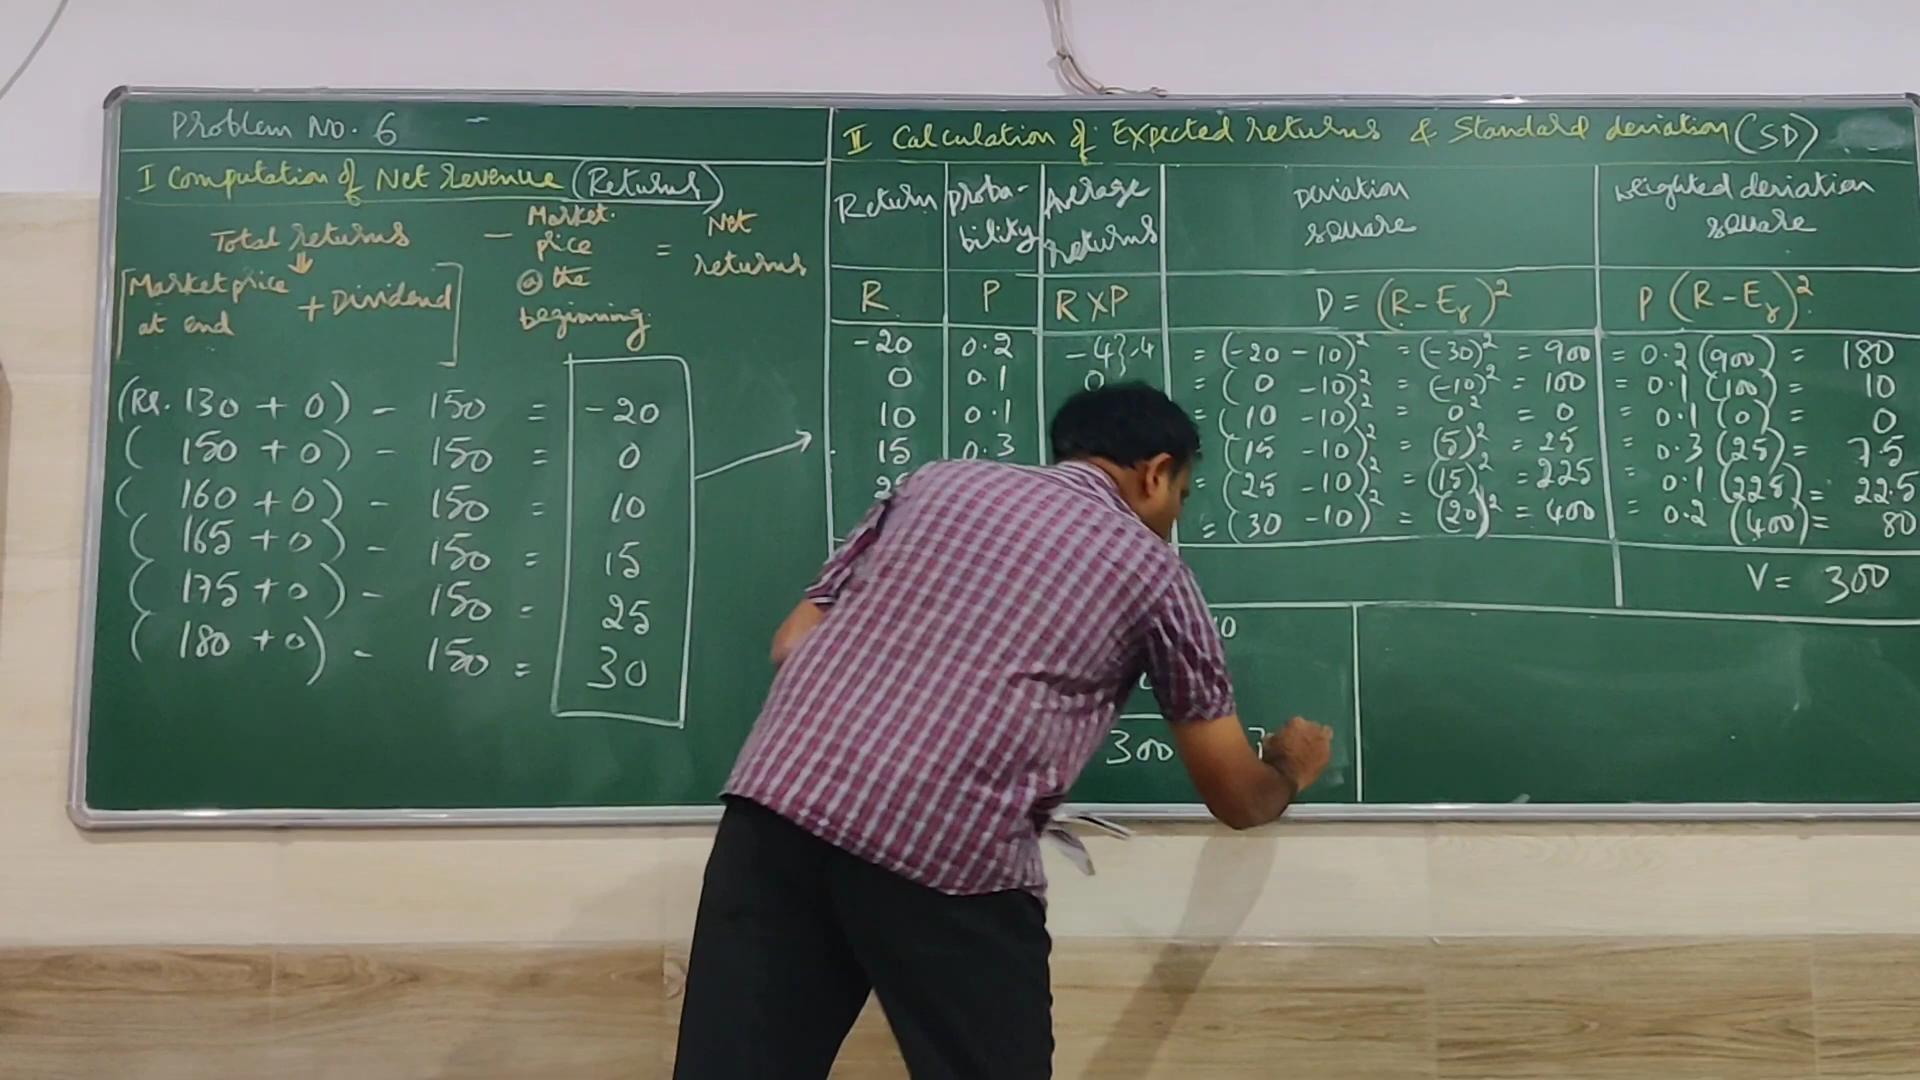 Problem No. 6
I Computation of Net Revenue (Returns)
Total returns − Market price @ the beginning = Net returns
[Market price at end + Dividend]
(Rs. 130 + 0) - 150 = -20
(150 + 0) - 150 = 0
(160 + 0) - 150 = 10
(165 + 0) - 150 = 15
(175 + 0) - 150 = 25
(180 + 0) - 150 = 30
II Calculation of Expected returns & Standard deviation (SD)
Return Proba-bility Average returns Deviation square Weighted deviation square
R P R×P D = (R - Eᵣ)² P (R - Eᵣ)²
-20 0.2 -4}-4 = (-20 - 10)² = (-30)² = 900 = 0.2 (900) = 180
0 0.1 0 = (0 - 10)² = (-10)² = 100 = 0.1 (100) = 10
10 0.1 = (10 - 10)² = 0² = 0 = 0.1 (0) = 0
15 0.3 = (15 - 10)² = (5)² = 25 = 0.3 (25) = 7.5
= (25 - 10)² = (15)² = 225 = 0.1 (225) = 22.5
= (30 - 10)² = (20)² = 400 = 0.2 (400) = 80
V = 300
10
300